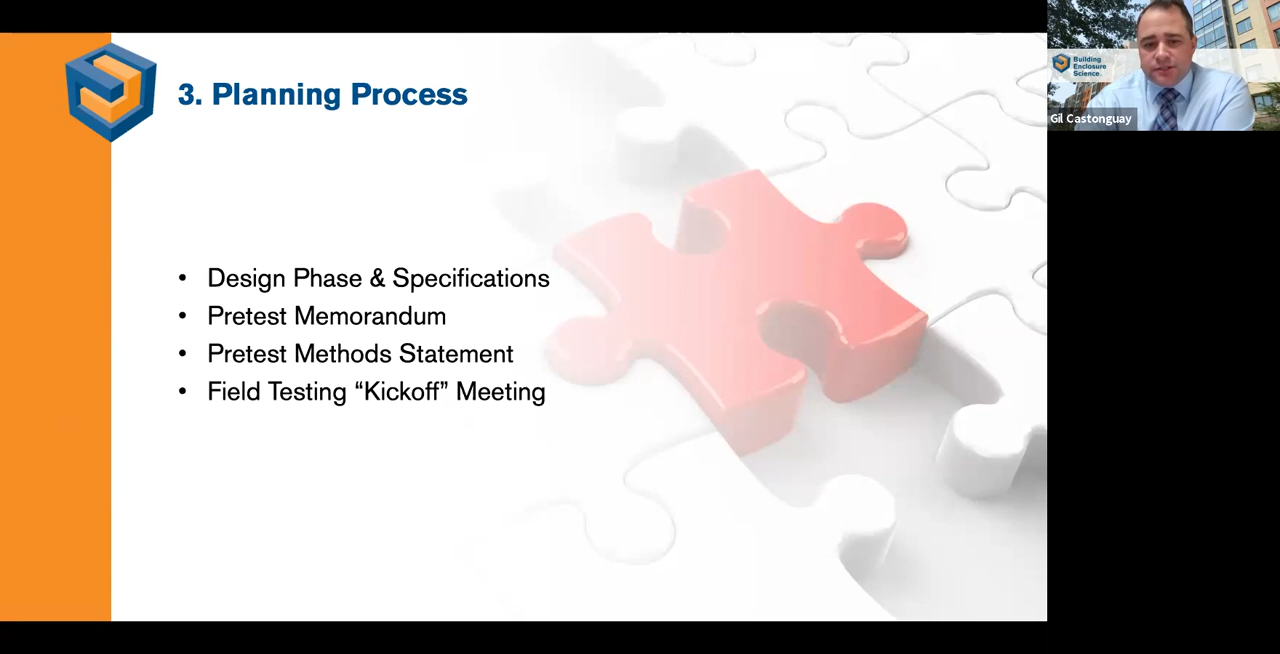 3. Planning Process
• Design Phase & Specifications
• Pretest Memorandum
• Pretest Methods Statement
• Field Testing “Kickoff” Meeting
Building
Enclosure
Science
Gil Castonguay